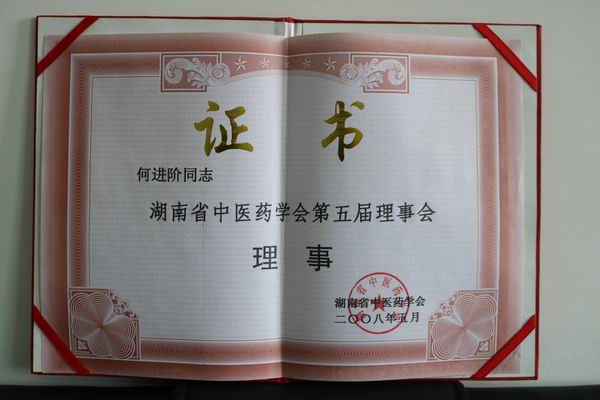 证 书
何进阶同志
湖南省中医药学会第五届理事会
理 事
湖南省中医药学会
二〇〇八年五月